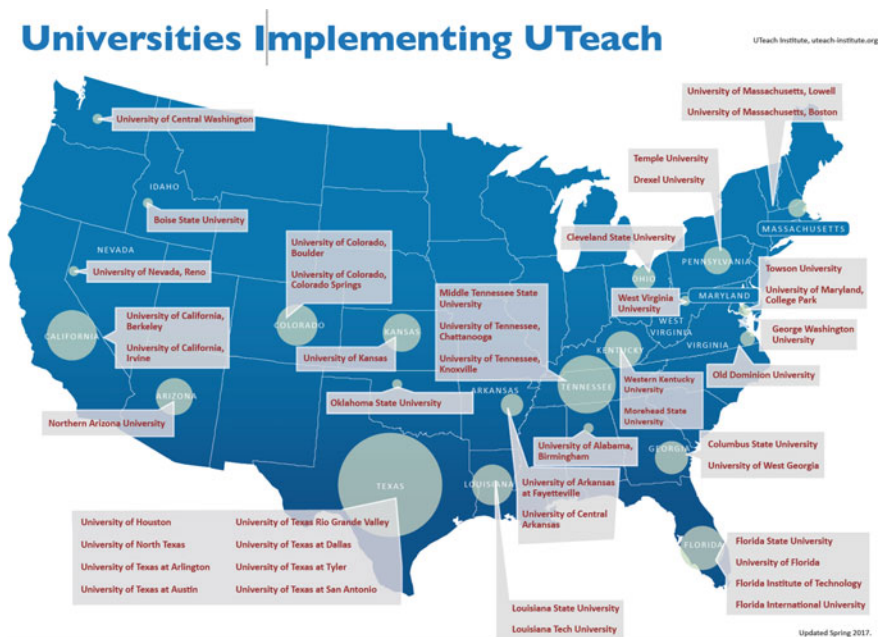 Universities Implementing UTeach
UTeach Institute, uteach-institute.org
University of Massachusetts, Lowell
University of Massachusetts, Boston
University of Central Washington
Temple University
Drexel University
IDAHO
Boise State University
MASSACHUSETTS
NEVADA
University of Nevada, Reno
University of Colorado,
Boulder
University of Colorado,
Colorado Springs
Cleveland State University
OHIO
PENNSYLVANIA
Towson University
University of Maryland,
College Park
Middle Tennessee State
University
University of Tennessee,
Chattanooga
University of Tennessee,
Knoxville
West Virginia
University
MARYLAND
WEST
VIRGINIA
VIRGINIA
George Washington
University
CALIFORNIA
University of California,
Berkeley
University of California,
Irvine
COLORADO
KANSAS
University of Kansas
KENTUCKY
Old Dominion University
TENNESSEE
Western Kentucky
University
Morehead State
University
ARIZONA
Northern Arizona University
Oklahoma State University
ARKANSAS
University of Alabama,
Birmingham
GEORGIA
Columbus State University
University of West Georgia
TEXAS
LOUISIANA
University of Arkansas
at Fayetteville
University of Central
Arkansas
University of Houston
University of North Texas
University of Texas at Arlington
University of Texas at Austin
University of Texas Rio Grande Valley
University of Texas at Dallas
University of Texas at Tyler
University of Texas at San Antonio
FLORIDA
Florida State University
University of Florida
Florida Institute of Technology
Florida International University
Louisiana State University
Louisiana Tech University
Updated Spring 2017.